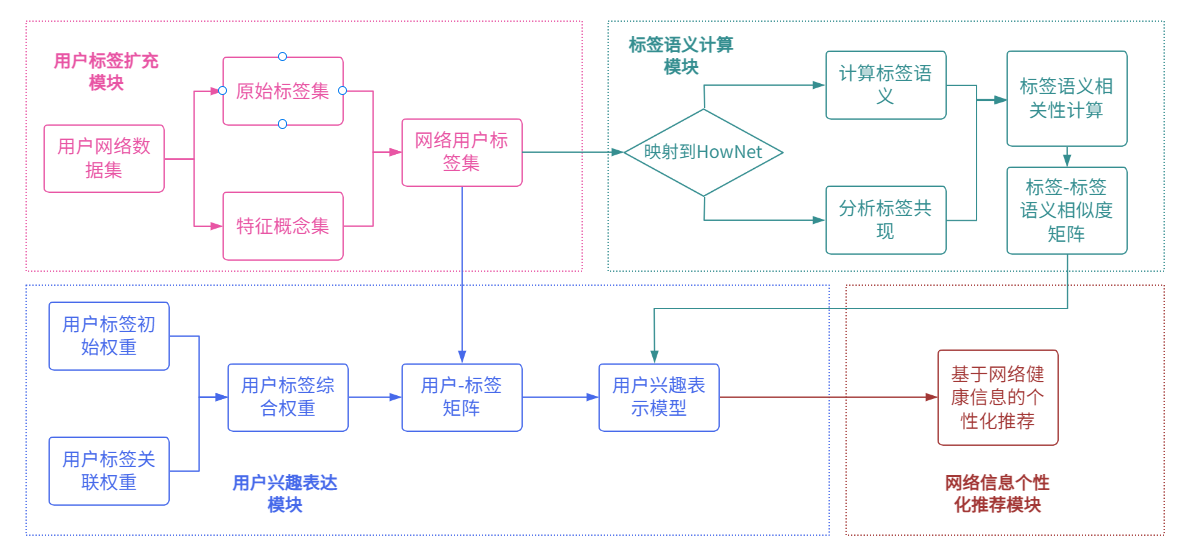 用户标签扩充
模块
原始标签集
用户网络数
据集
特征概念集
网络用户标
签集
标签语义计算
模块
映射到HowNet
计算标签语
义
分析标签共
现
标签语义相
关性计算
标签-标签
语义相似度
矩阵
用户标签初
始权重
用户标签关
联权重
用户标签综
合权重
用户-标签
矩阵
用户兴趣表
示模型
用户兴趣表达
模块
基于网络健
康信息的个
性化推荐
网络信息个性
化推荐模块